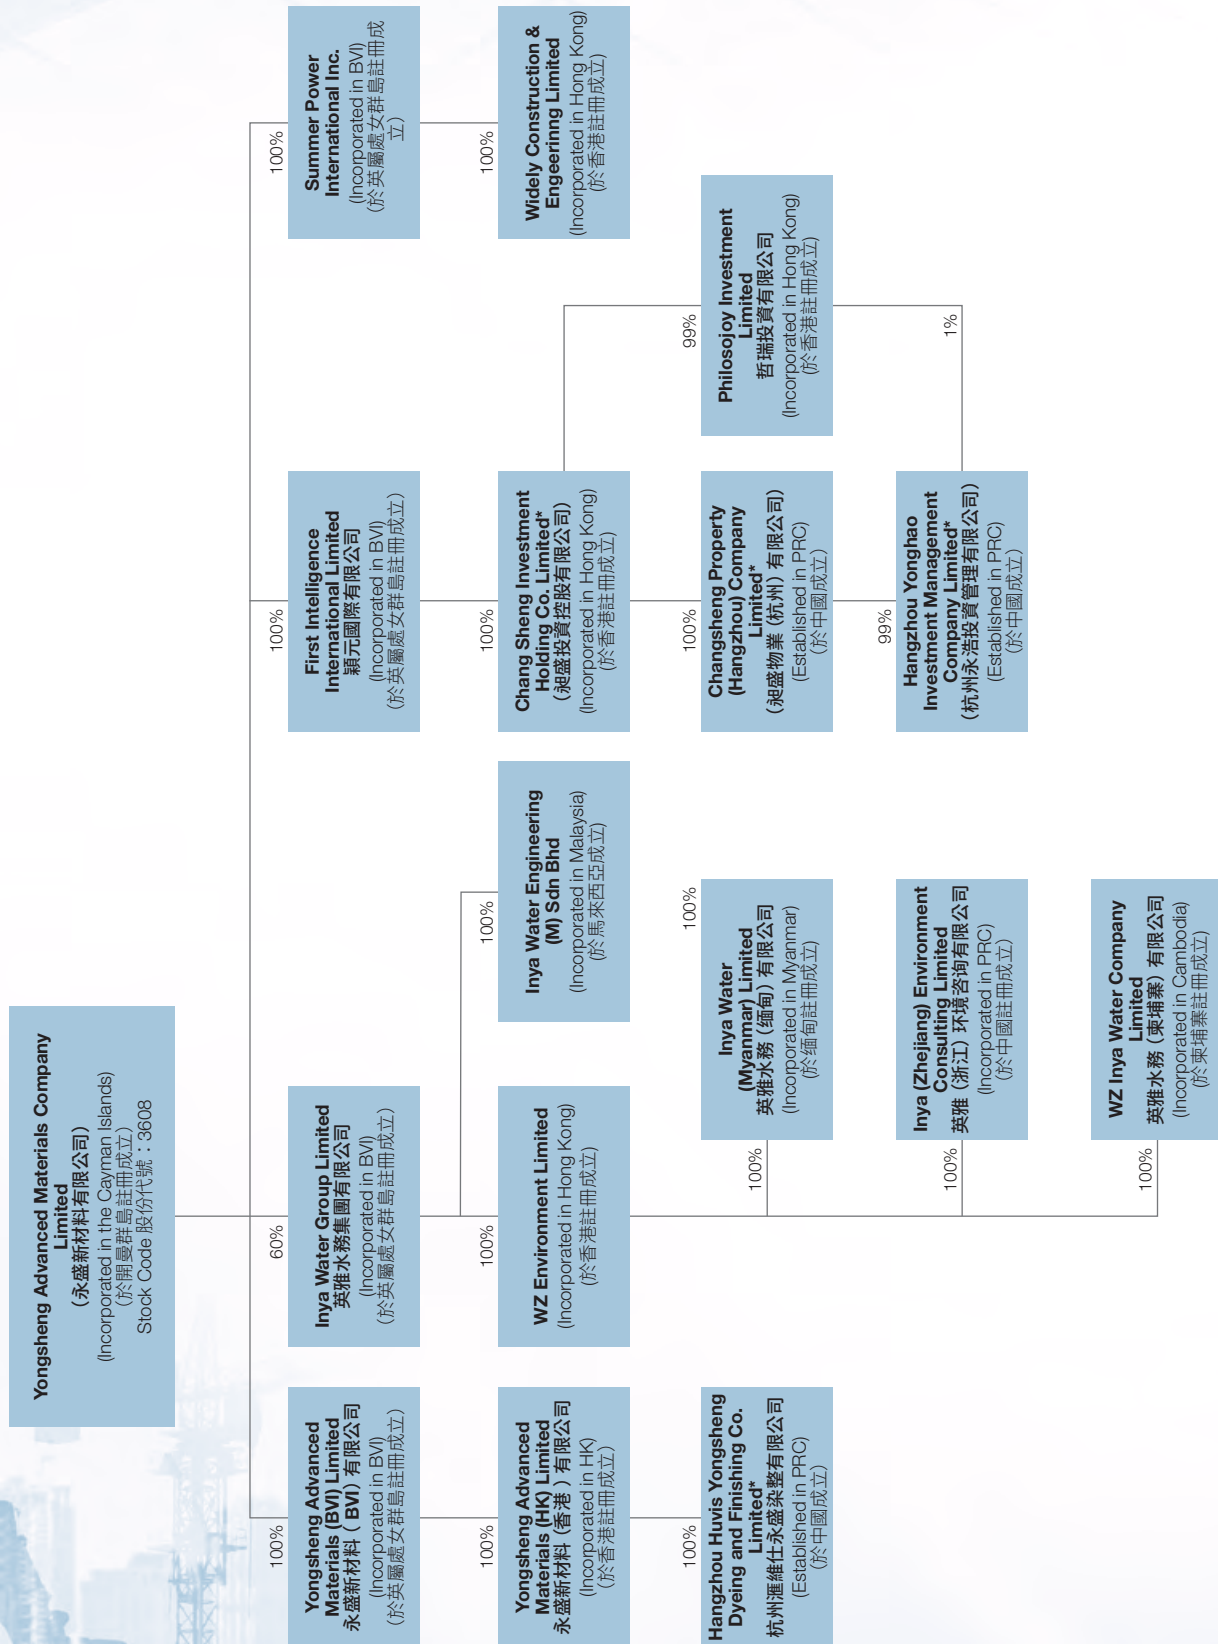 Yongsheng Advanced Materials Company
Limited
（永盛新材料有限公司）
(Incorporated in the Cayman Islands)
（於開曼群島註冊成立）
Stock Code 股份代號：3608
100%
Yongsheng Advanced
Materials (BVI) Limited
永盛新材料（ BVI）有限公司
(Incorporated in BVI)
（於英屬處女群島註冊成立）
60%
Inya Water Group Limited
英雅水務集團有限公司
(Incorporated in BVI)
（於英屬處女群島註冊成立）
100%
First Intelligence
International Limited
穎元國際有限公司
(Incorporated in BVI)
（於英屬處女群島註冊成立）
100%
Summer Power
International Inc.
(Incorporated in BVI)
（於英屬處女群島註冊成
立）
100%
Yongsheng Advanced
Materials (HK) Limited
永盛新材料（香港 ）有限公司
(Incorporated in HK)
（於香港註冊成立）
100%
WZ Environment Limited
(Incorporated in Hong Kong)
（於香港註冊成立）
100%
Inya Water Engineering
(M) Sdn Bhd
(Incorporated in Malaysia)
（於馬來西亞成立）
100%
Chang Sheng Investment
Holding Co. Limited*
（昶盛投資控股有限公司）
(Incorporated in Hong Kong)
（於香港註冊成立）
100%
Widely Construction &
Engeerinng Limited
(Incorporated in Hong Kong)
（於香港註冊成立）
100%
Hangzhou Huvis Yongsheng
Dyeing and Finishing Co.
Limited*
杭州滙維仕永盛染整有限公司
(Established in PRC)
（於中國成立）
100%
100%
Inya Water
(Myanmar) Limited
英雅水務（缅甸）有限公司
(Incorporated in Myanmar)
（於缅甸註冊成立）
100%
Changsheng Property
(Hangzhou) Company
Limited*
（昶盛物業（杭州）有限公司）
(Established in PRC)
（於中國成立）
99%
Philosojoy Investment
Limited
哲瑞投資有限公司
(Incorporated in Hong Kong)
（於香港註冊成立）
100%
Inya (Zhejiang) Environment
Consulting Limited
英雅（浙江）环境咨询有限公司
(Incorporated in PRC)
（於中國註冊成立）
99%
Hangzhou Yonghao
Investment Management
Company Limited*
（杭州永浩投資管理有限公司）
(Established in PRC)
（於中國成立）
1%
100%
WZ Inya Water Company
Limited
英雅水務（柬埔寨）有限公司
(Incorporated in Cambodia)
（於柬埔寨註冊成立）